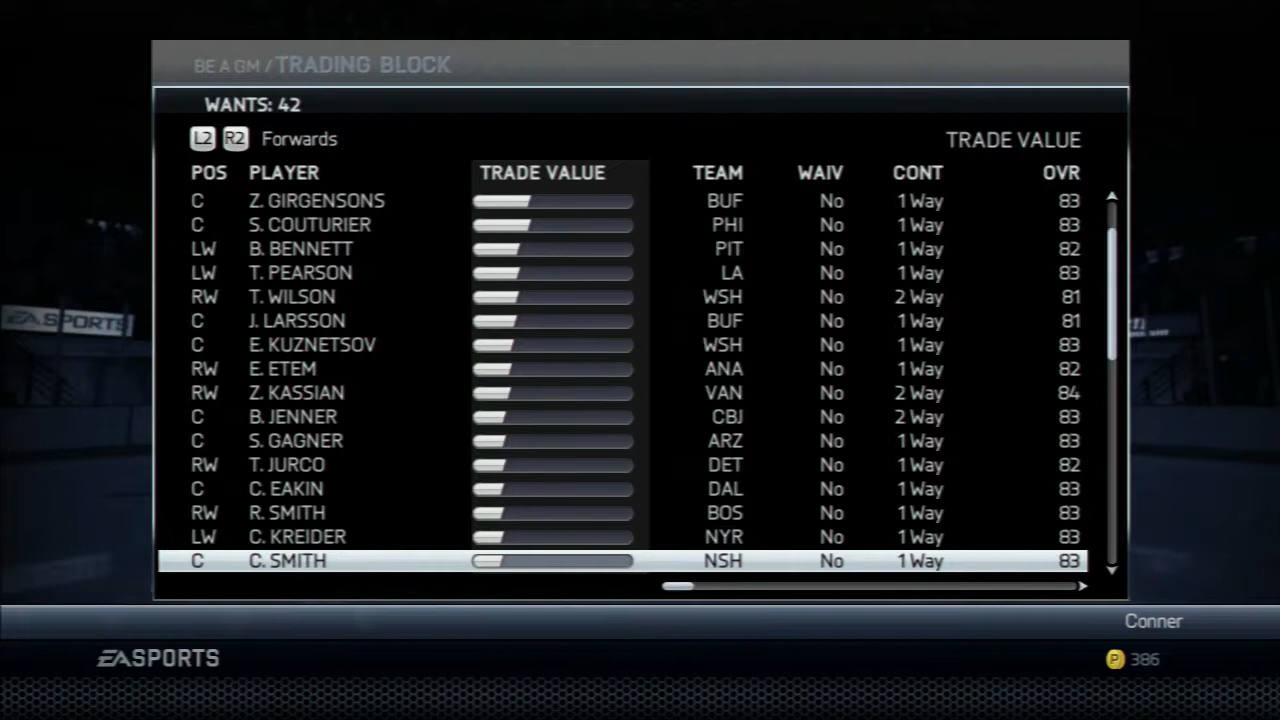 BE A GM / TRADING BLOCK
WANTS: 42
L2 R2 Forwards TRADE VALUE
POS PLAYER TRADE VALUE TEAM WAIV CONT OVR
C Z. GIRGENSONS BUF No 1 Way 83
C S. COUTURIER PHI No 1 Way 83
LW B. BENNETT PIT No 1 Way 82
LW T. PEARSON LA No 1 Way 83
RW T. WILSON WSH No 2 Way 81
C J. LARSSON BUF No 1 Way 81
C E. KUZNETSOV WSH No 1 Way 83
RW E. ETEM ANA No 1 Way 82
RW Z. KASSIAN VAN No 2 Way 84
C B. JENNER CBJ No 2 Way 83
C S. GAGNER ARZ No 1 Way 83
RW T. JURCO DET No 1 Way 82
C C. EAKIN DAL No 1 Way 83
RW R. SMITH BOS No 1 Way 83
LW C. KREIDER NYR No 1 Way 83
C C. SMITH NSH No 1 Way 83
EA SPORTS
Conner
EA SPORTS
P 386